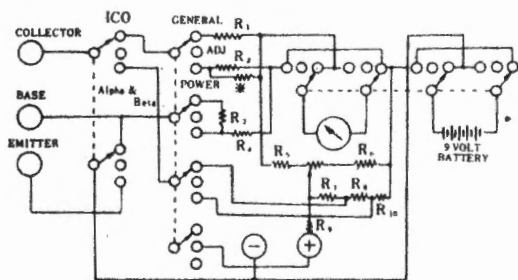 ICO
GENERAL
R1
COLLECTOR
ADJ
R2
POWER
*
Alpha &
Beta
BASE
R3
R4
EMITTER
R5
R6
9 VOLT
BATTERY
R7
R8
R10
R9
−
+